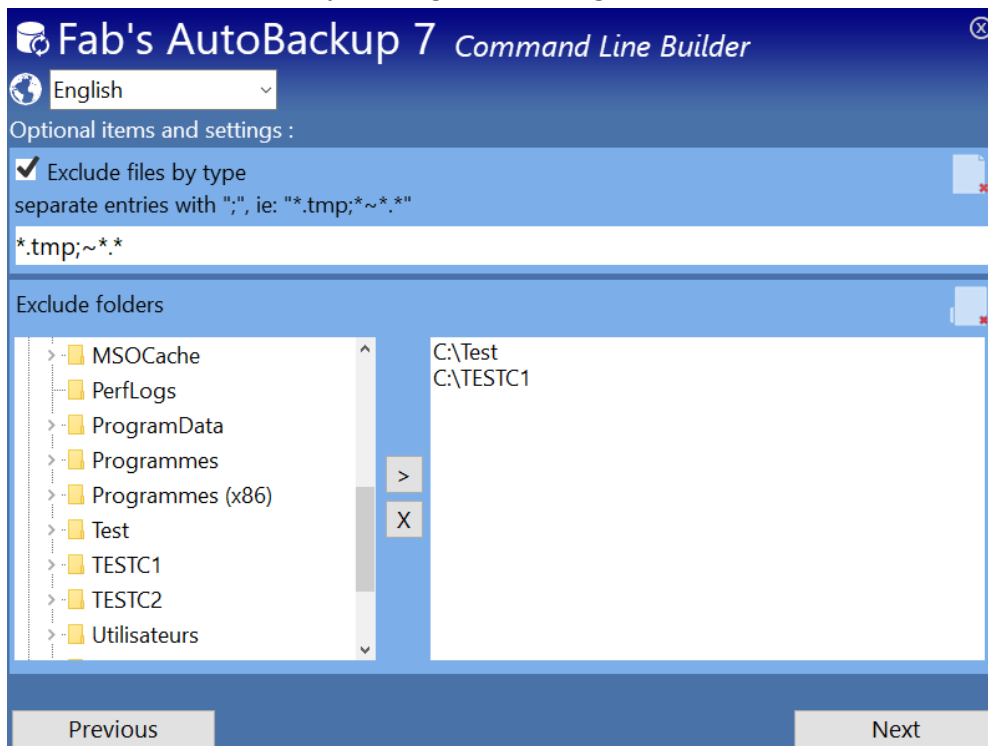 Fab's AutoBackup 7 Command Line Builder
English
Optional items and settings :
Exclude files by type
separate entries with ";", ie: "*.tmp;*~*.*"
*.tmp;~*.*
Exclude folders
MSOCache
PerfLogs
ProgramData
Programmes
Programmes (x86)
Test
TESTC1
TESTC2
Utilisateurs
>
X
C:\Test
C:\TESTC1
Previous
Next